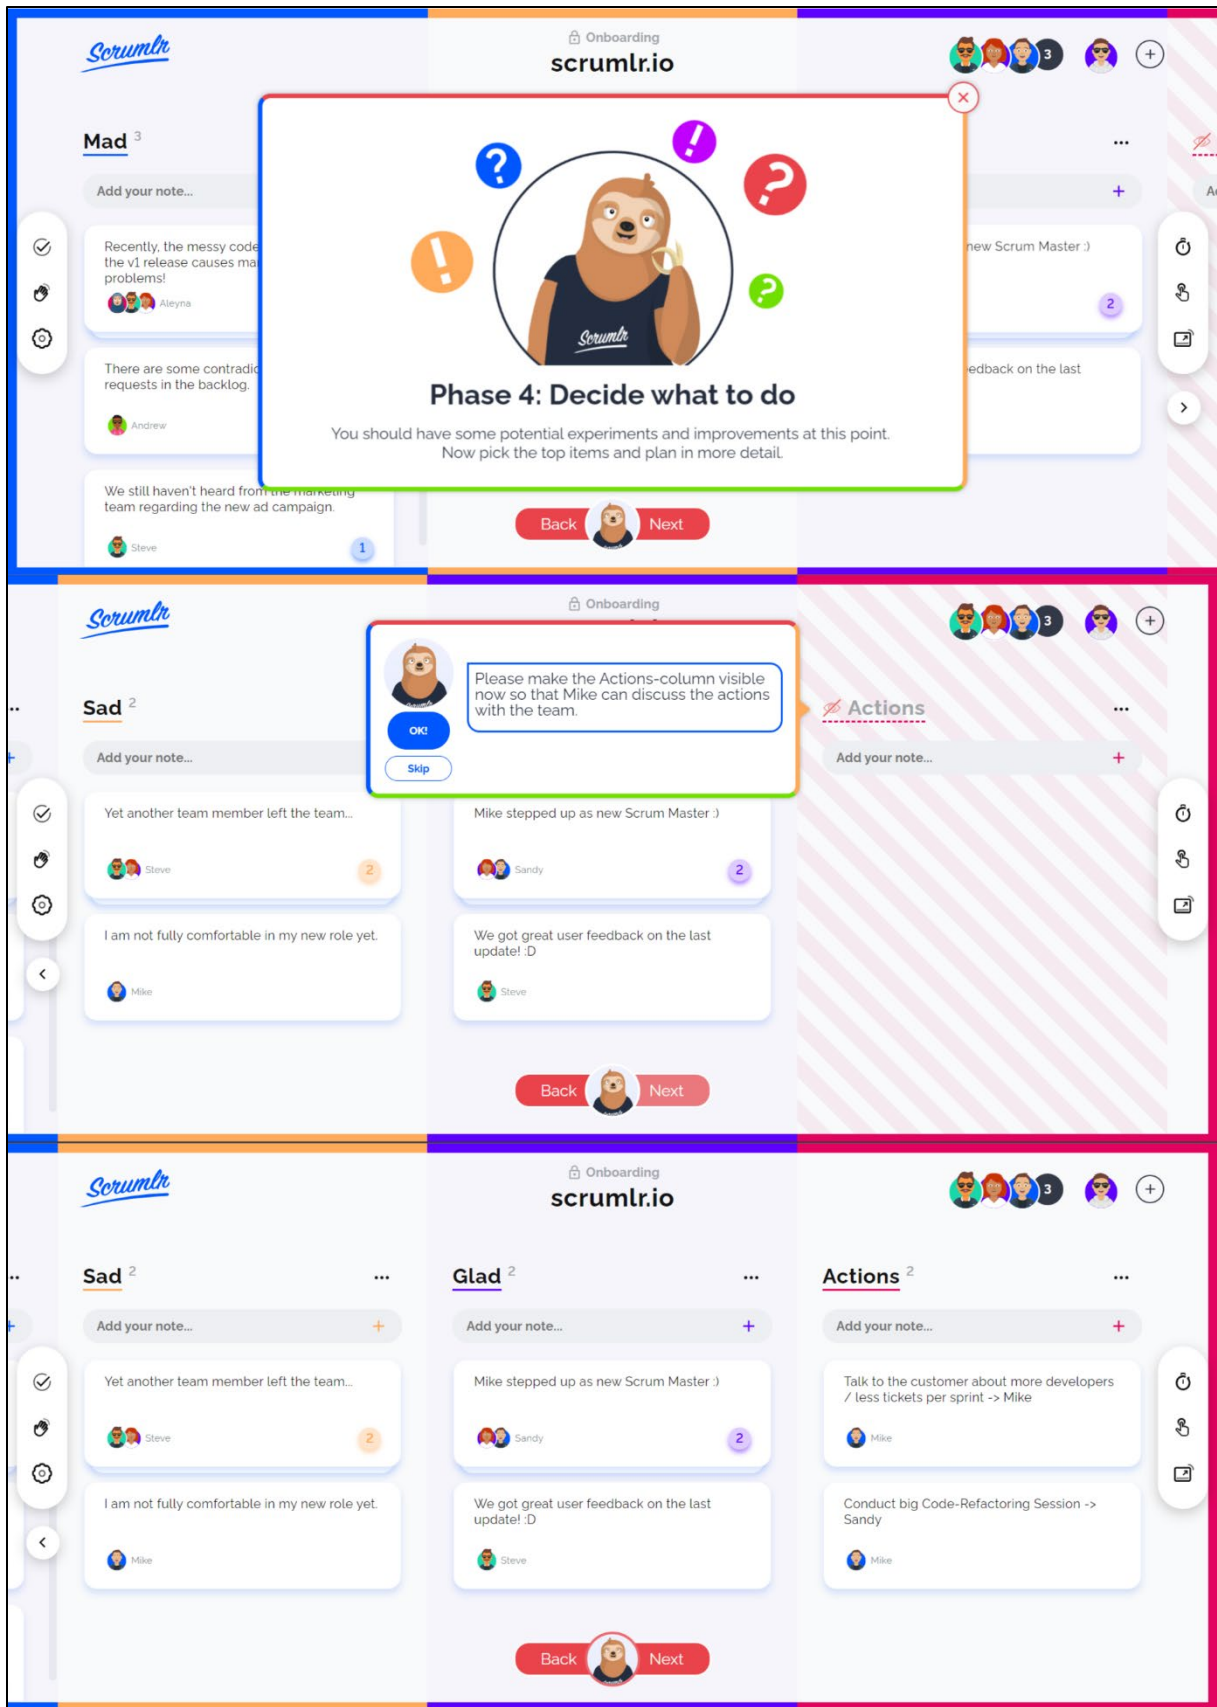 Scrumlr
Onboarding
scrumlr.io
3
Mad 3
Add your note...
Recently, the messy code
the v1 release causes ma
problems!
Aleyna
There are some contradic
requests in the backlog.
Andrew
We still haven't heard from the marketing
team regarding the new ad campaign.
Steve
1
Scrumlr
Phase 4: Decide what to do
You should have some potential experiments and improvements at this point.
Now pick the top items and plan in more detail.
new Scrum Master :)
2
edback on the last
Back
Next
Scrumlr
Onboarding
3
Sad 2
Add your note...
Yet another team member left the team...
Steve
2
I am not fully comfortable in my new role yet.
Mike
Please make the Actions-column visible
now so that Mike can discuss the actions
with the team.
OK!
Skip
Mike stepped up as new Scrum Master :)
Sandy
2
We got great user feedback on the last
update! :D
Steve
Actions
Add your note...
Back
Next
Scrumlr
Onboarding
scrumlr.io
3
Sad 2
Add your note...
Yet another team member left the team...
Steve
2
I am not fully comfortable in my new role yet.
Mike
Glad 2
Add your note...
Mike stepped up as new Scrum Master :)
Sandy
2
We got great user feedback on the last
update! :D
Steve
Actions 2
Add your note...
Talk to the customer about more developers
/ less tickets per sprint -> Mike
Mike
Conduct big Code-Refactoring Session ->
Sandy
Mike
Back
Next